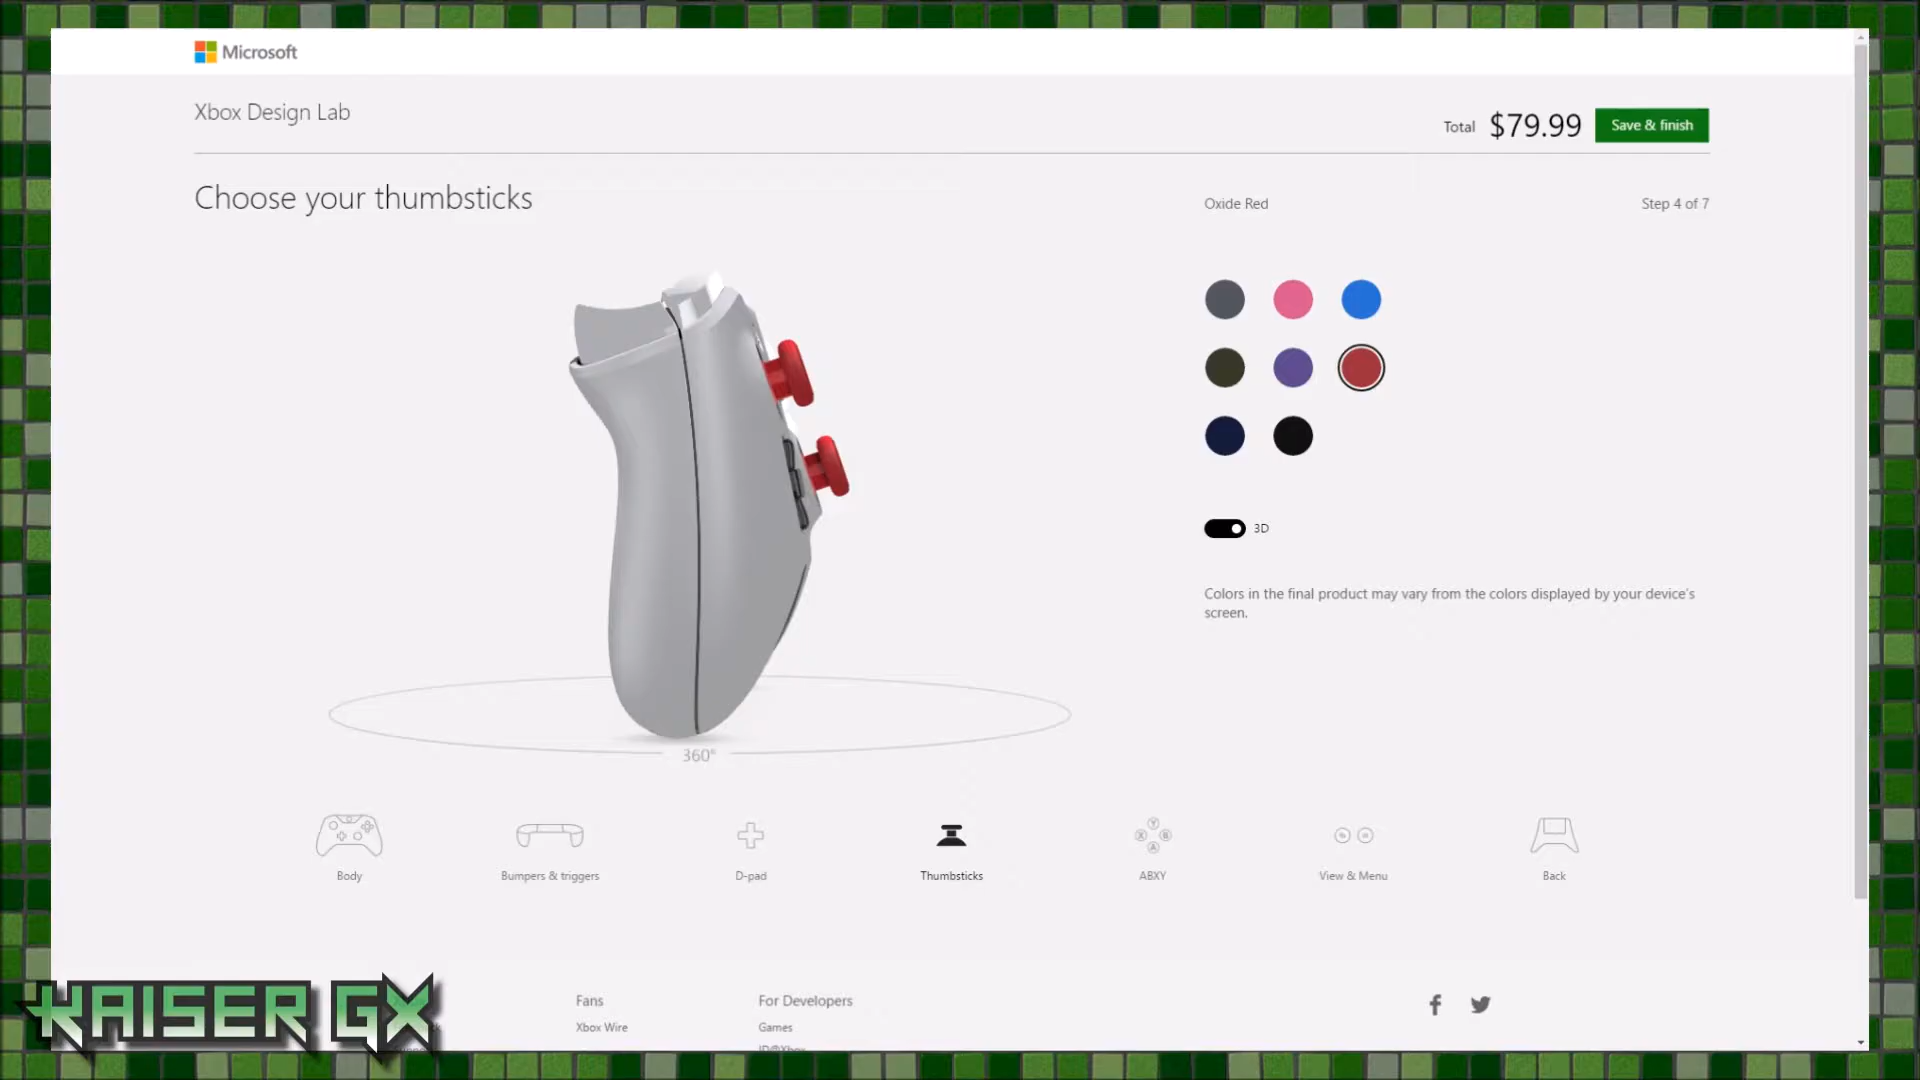 Microsoft
Xbox Design Lab
Total $79.99 Save & finish
Choose your thumbsticks
Oxide Red
Step 4 of 7
3D
Colors in the final product may vary from the colors displayed by your device's
screen.
360°
Body
Bumpers & triggers
D-pad
Thumbsticks
X Y B A
ABXY
View & Menu
Back
KAISER GX
Fans
For Developers
Xbox Wire
Games
ID@Xbox